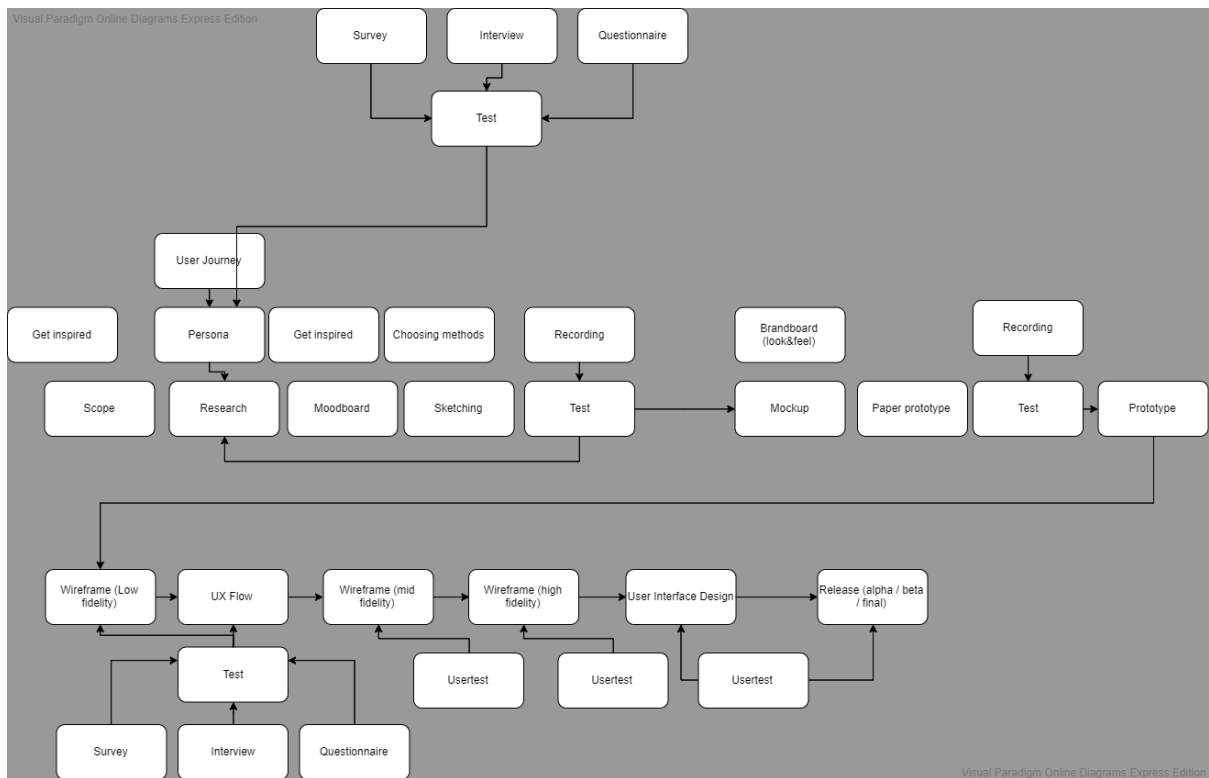 Visual Paradigm Online Diagrams Express Edition
Survey
Interview
Questionnaire
Test
User Journey
Get inspired
Persona
Get inspired
Choosing methods
Recording
Brandboard
(look&feel)
Recording
Scope
Research
Moodboard
Sketching
Test
Mockup
Paper prototype
Test
Prototype
Wireframe (Low
fidelity)
UX Flow
Wireframe (mid
fidelity)
Wireframe (high
fidelity)
User Interface Design
Release (alpha / beta
/ final)
Test
Usertest
Usertest
Usertest
Survey
Interview
Questionnaire
Visual Paradigm Online Diagrams Express Edition